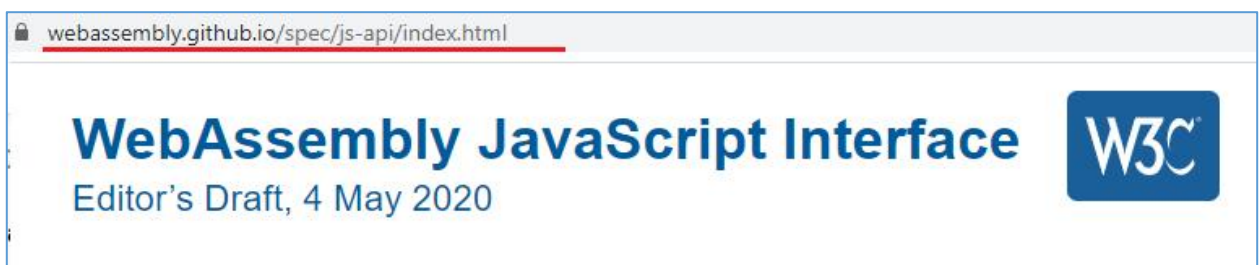 webassembly.github.io/spec/js-api/index.html
WebAssembly JavaScript Interface
W3C
Editor's Draft, 4 May 2020